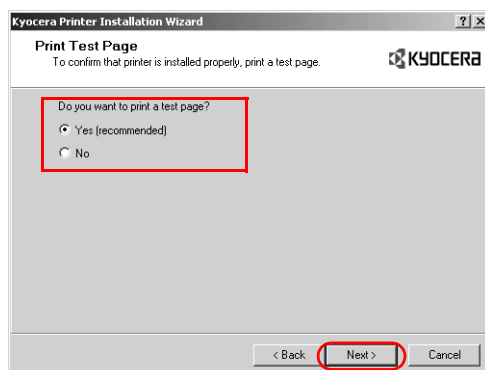 Kyocera Printer Installation Wizard
Print Test Page
To confirm that printer is installed properly, print a test page.
KYOCERA
Do you want to print a test page?
Yes (recommended)
No
< Back
Next >
Cancel